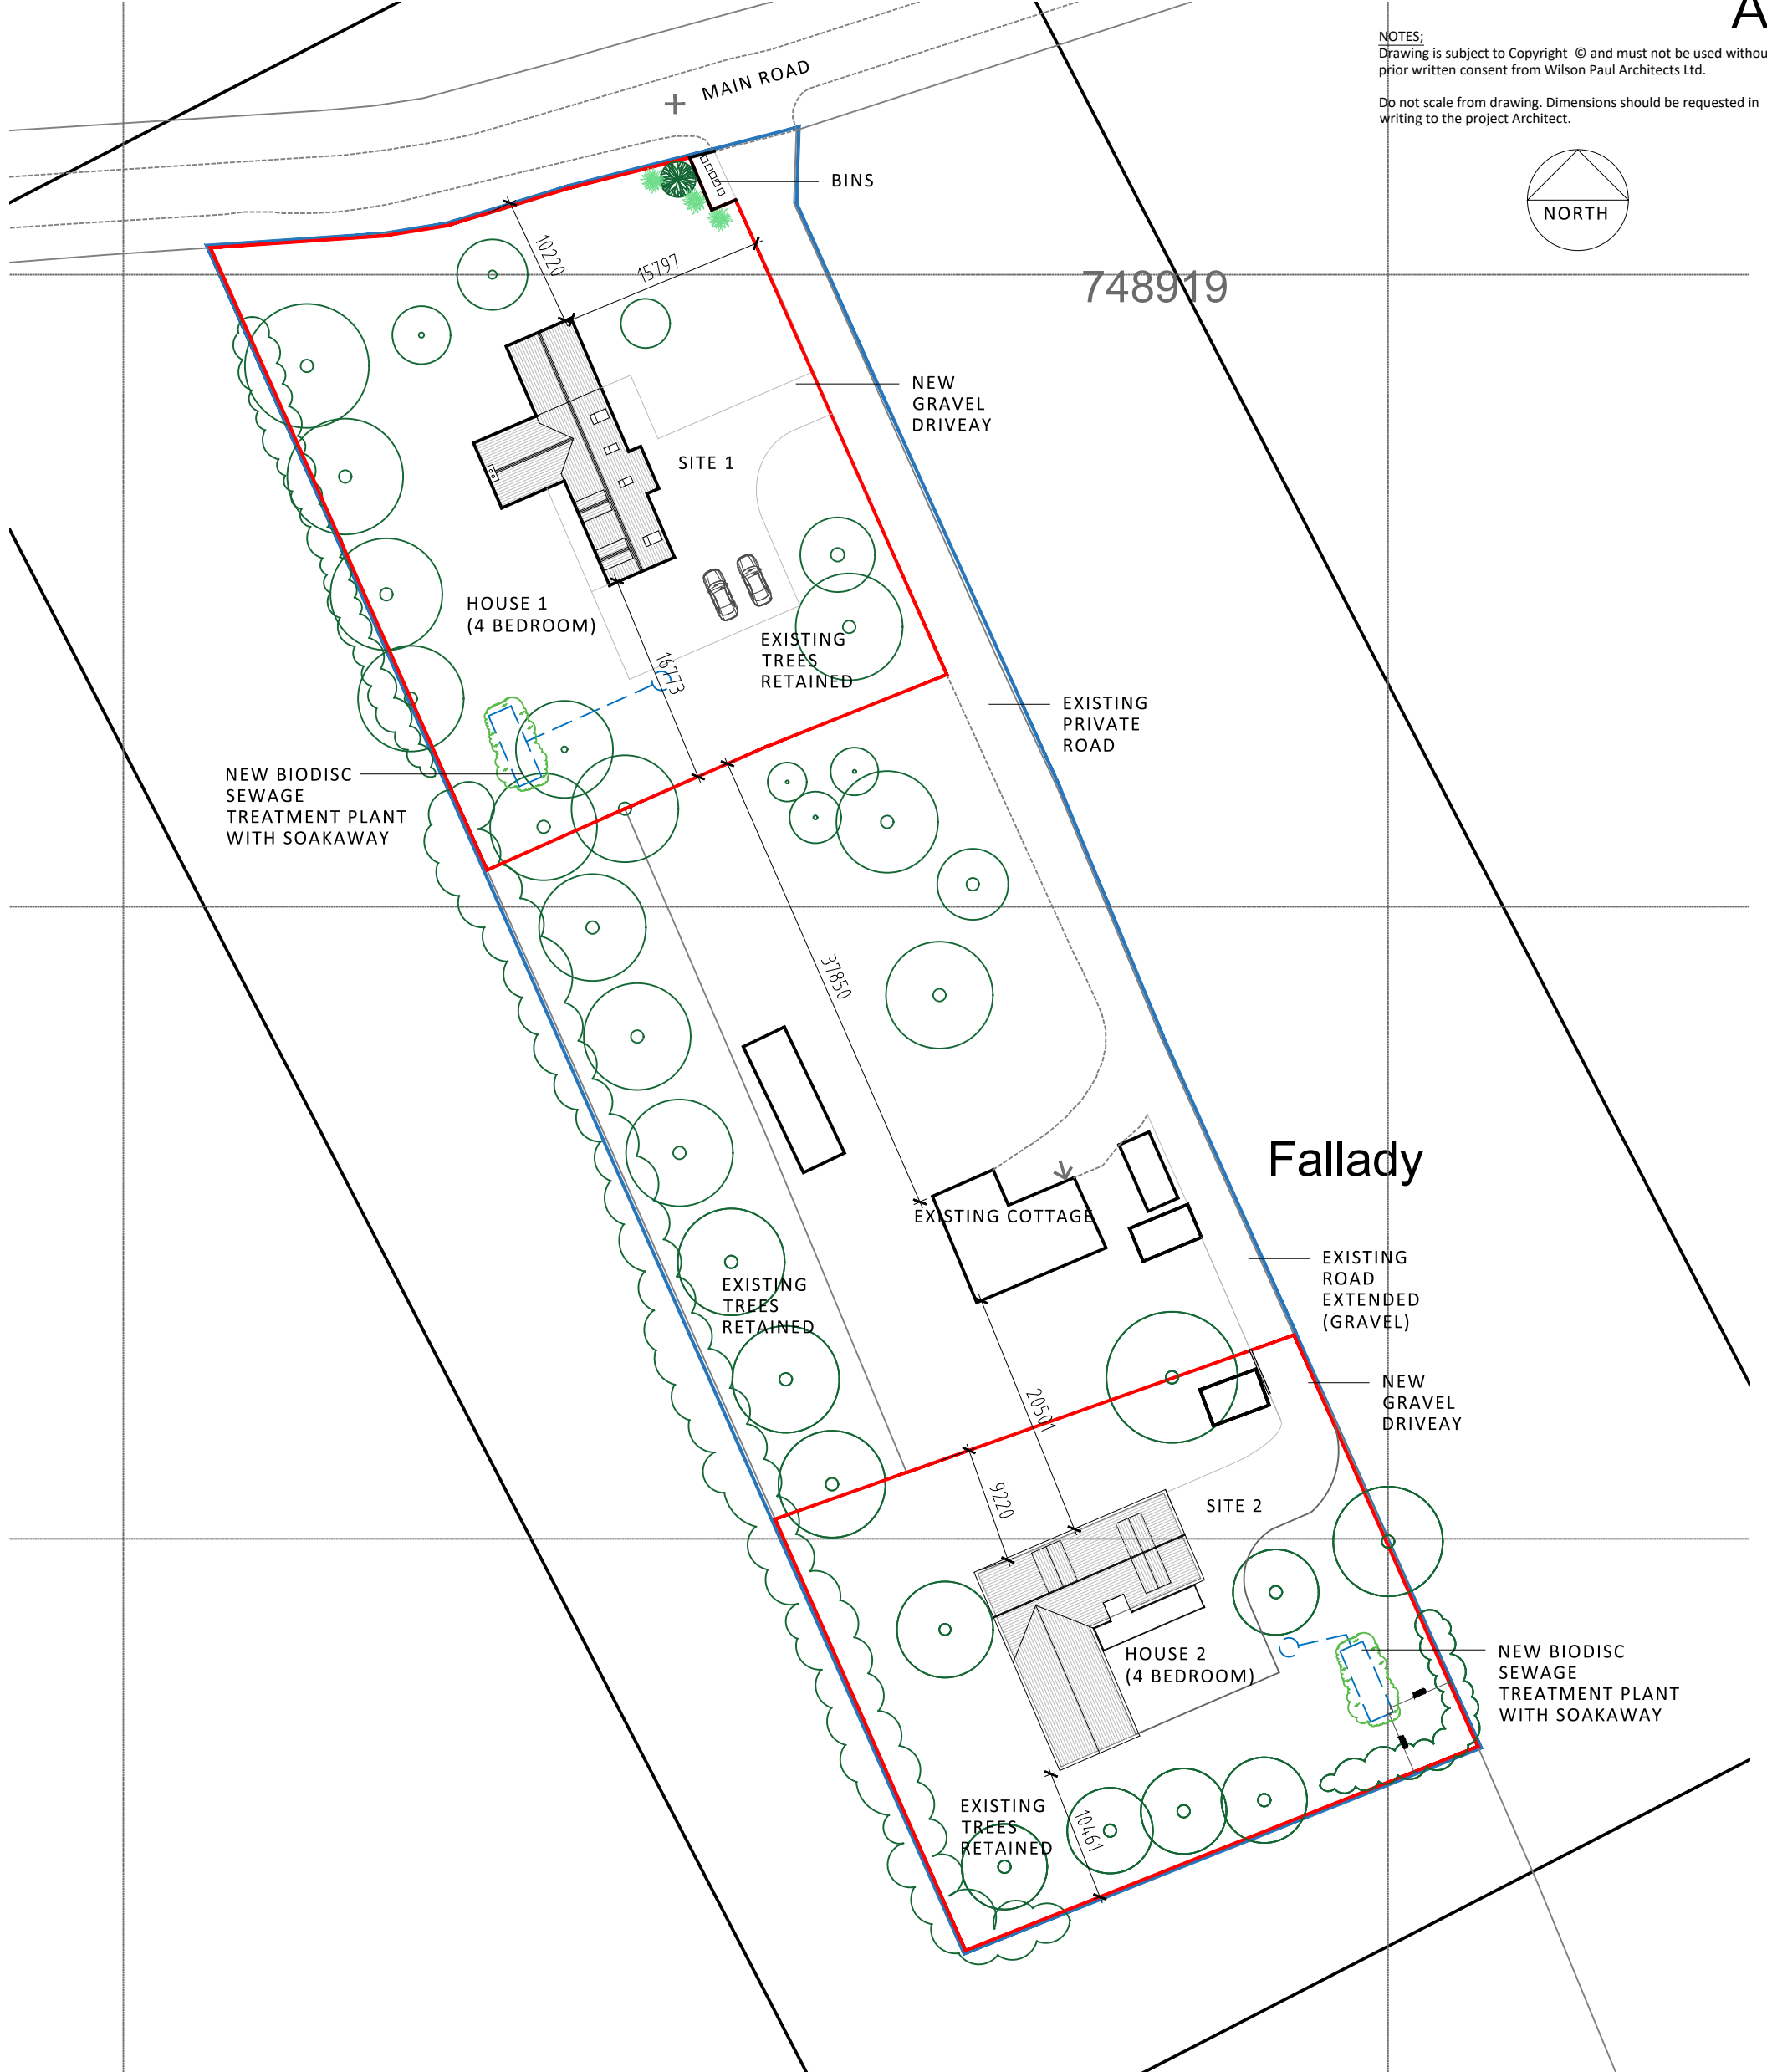 A
NOTES;
Drawing is subject to Copyright © and must not be used withou
prior written consent from Wilson Paul Architects Ltd.
Do not scale from drawing. Dimensions should be requested in
writing to the project Architect.
NORTH
MAIN ROAD
BINS
10220
15797
748919
NEW
GRAVEL
DRIVEAY
SITE 1
HOUSE 1
(4 BEDROOM)
EXISTING
TREES
RETAINED
16773
EXISTING
PRIVATE
ROAD
NEW BIODISC
SEWAGE
TREATMENT PLANT
WITH SOAKAWAY
37850
Fallady
EXISTING COTTAGE
EXISTING
ROAD
EXTENDED
(GRAVEL)
EXISTING
TREES
RETAINED
20501
NEW
GRAVEL
DRIVEAY
9220
SITE 2
HOUSE 2
(4 BEDROOM)
NEW BIODISC
SEWAGE
TREATMENT PLANT
WITH SOAKAWAY
EXISTING
TREES
RETAINED
10461